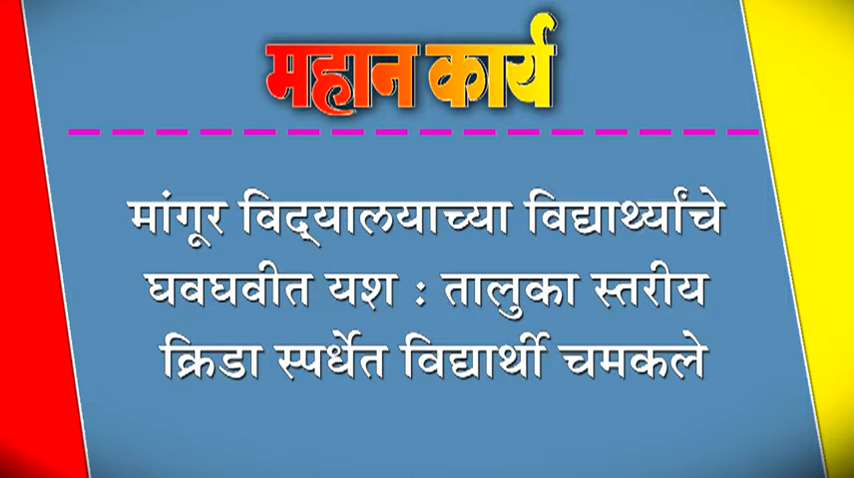 महान कार्य
मांगूर विद्‌यालयाच्या विद्यार्थ्यांचे
घवघवीत यश : तालुका स्तरीय
क्रिडा स्पर्धेत विद्यार्थी चमकले